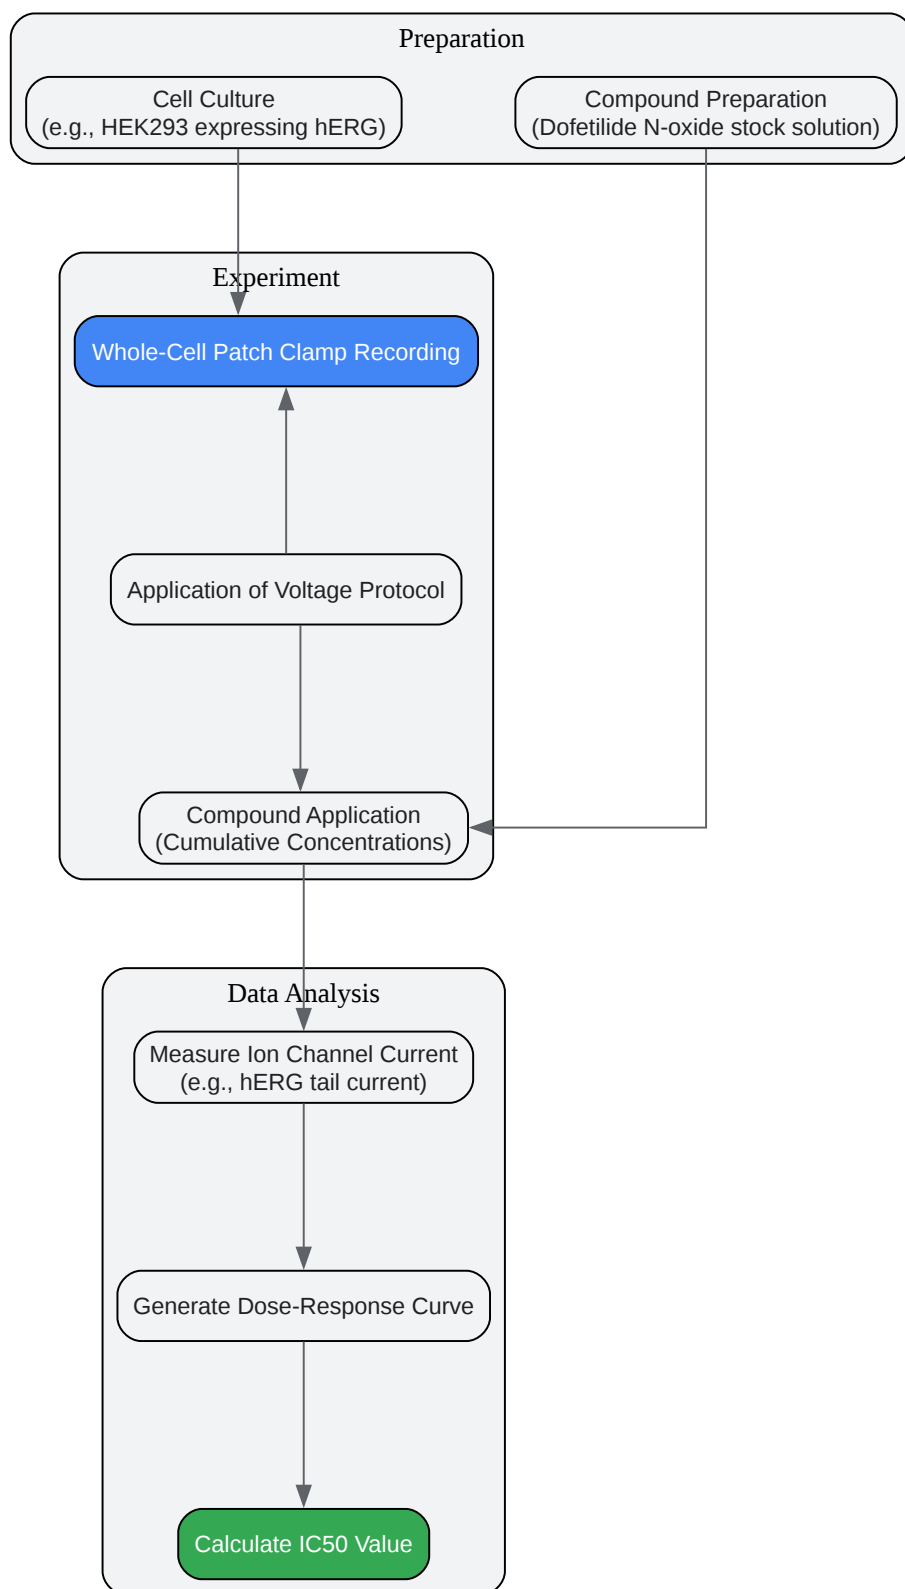 Preparation
Cell Culture
(e.g., HEK293 expressing hERG)
Compound Preparation
(Dofetilide N-oxide stock solution)
Experiment
Whole-Cell Patch Clamp Recording
Application of Voltage Protocol
Compound Application
(Cumulative Concentrations)
Data Analysis
Measure Ion Channel Current
(e.g., hERG tail current)
Generate Dose-Response Curve
Calculate IC50 Value